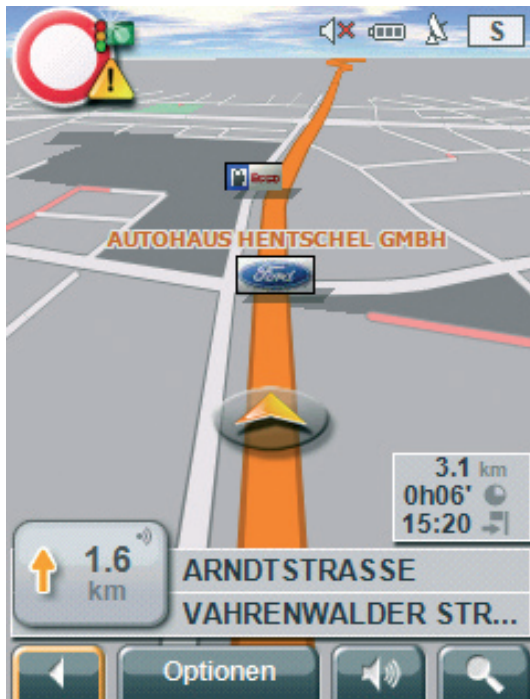 S
Esso
AUTOHAUS HENTSCHEL GMBH
Ford
3.1 km
0h06'
15:20
1.6
km
ARNDTSTRASSE
VAHRENWALDER STR...
Optionen